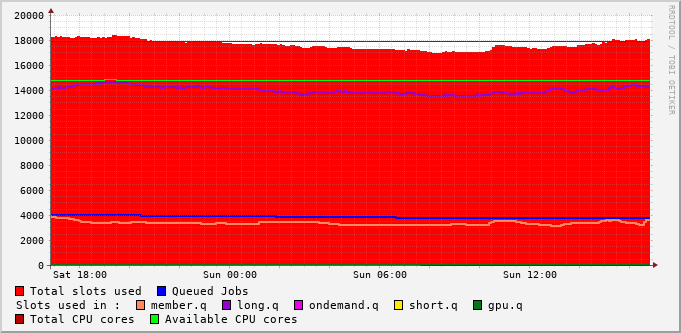 RRDTOOL / TOBI OETIKER
20000
18000
16000
14000
12000
10000
8000
6000
4000
2000
0
Sat 18:00 Sun 00:00 Sun 06:00 Sun 12:00
Total slots used Queued Jobs
Slots used in : member.q long.q ondemand.q short.q gpu.q
Total CPU cores Available CPU cores